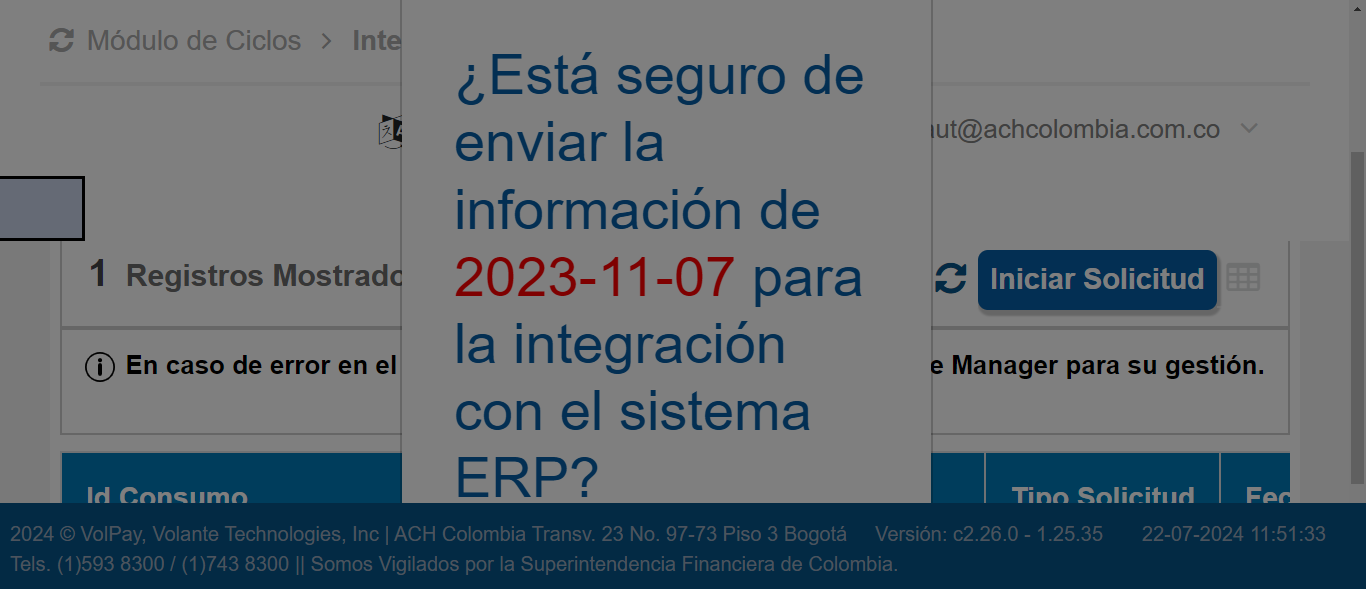 Módulo de Ciclos > Inte
¿Está seguro de
enviar la
información de
2023-11-07 para
la integración
con el sistema
ERP?
ut@achcolombia.com.co
1 Registros Mostrado
Iniciar Solicitud
En caso de error en el
e Manager para su gestión.
Id Consumo
Tipo Solicitud
Fec
2024 © VolPay, Volante Technologies, Inc | ACH Colombia Transv. 23 No. 97-73 Piso 3 Bogotá Versión: c2.26.0 - 1.25.35 22-07-2024 11:51:33
Tels. (1)593 8300 / (1)743 8300 || Somos Vigilados por la Superintendencia Financiera de Colombia.